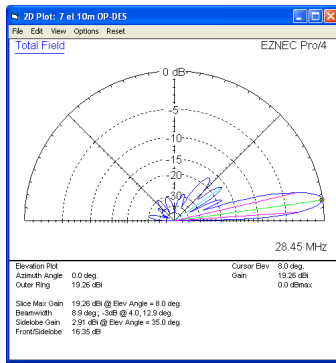 2D Plot: 7 el 10m OP-DES
File Edit View Options Reset
Total Field EZNEC Pro/4
0 dB
-5
-10
-15
-20
-30
28.45 MHz
Elevation Plot Cursor Elev 8.0 deg.
Azimuth Angle 0.0 deg. Gain 19.26 dBi
Outer Ring 19.26 dBi 0.0 dBmax
Slice Max Gain 19.26 dBi @ Elev Angle = 8.0 deg.
Beamwidth 8.9 deg.; -3dB @ 4.0, 12.9 deg.
Sidelobe Gain 2.91 dBi @ Elev Angle = 35.0 deg.
Front/Sidelobe 16.35 dB